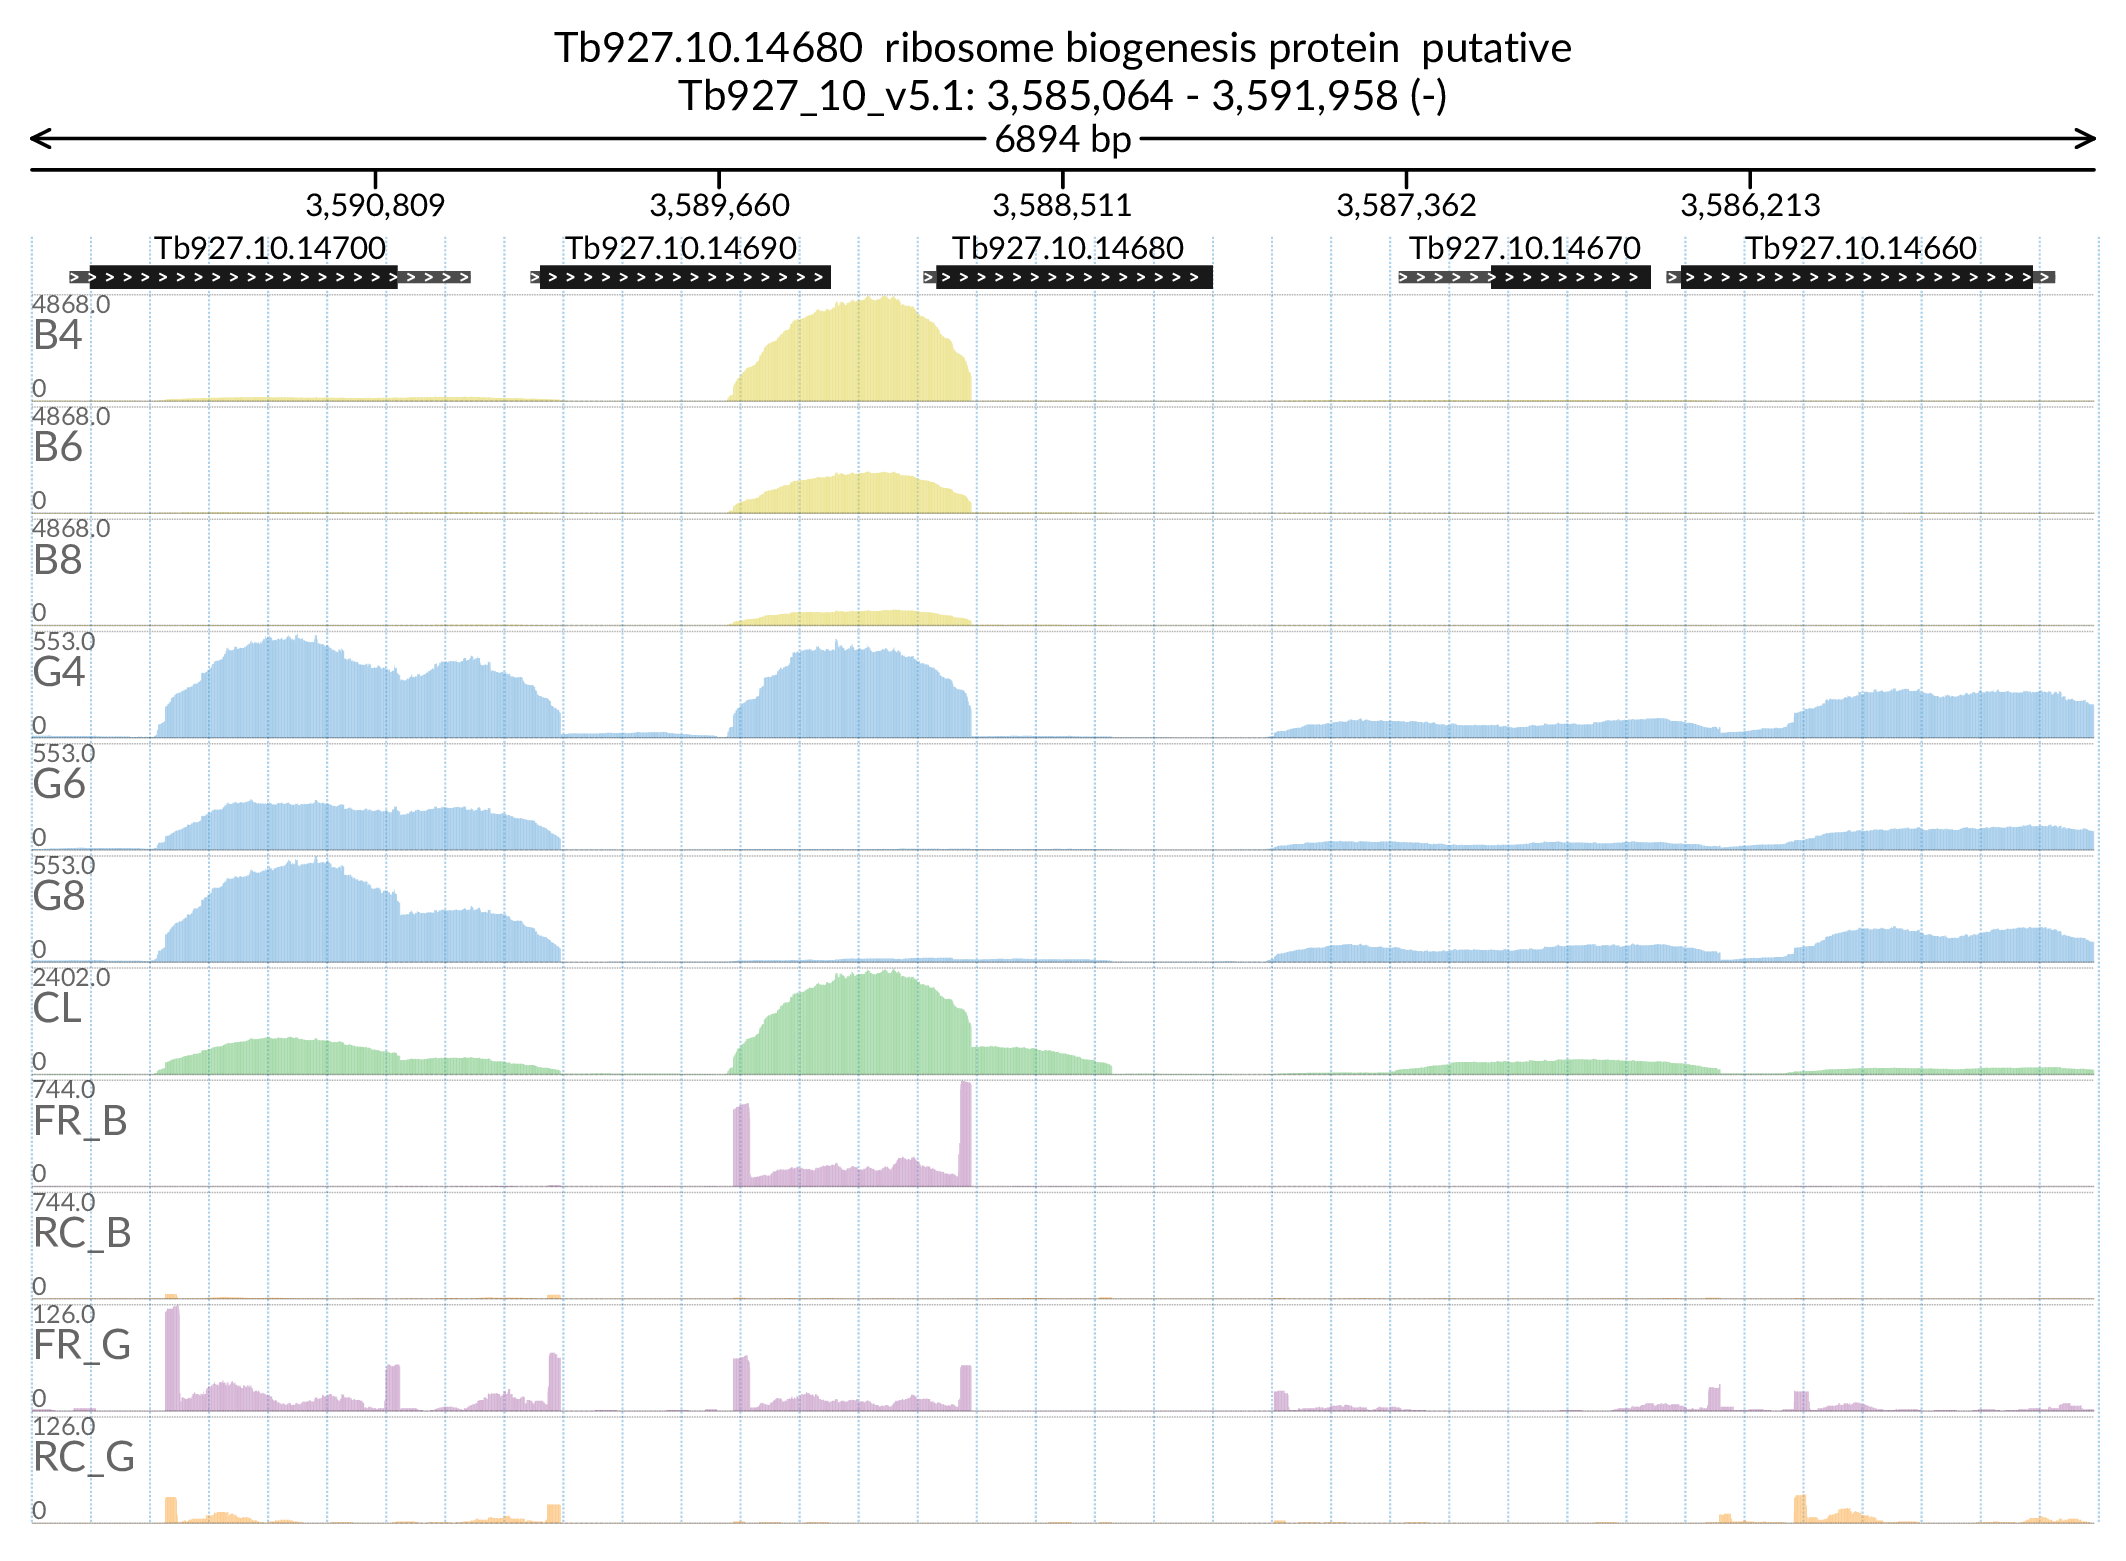 Tb927.10.14680  ribosome biogenesis protein  putative
Tb927_10_v5.1: 3,585,064 - 3,591,958 (-)
6894 bp
3,590,809 3,589,660 3,588,511 3,587,362 3,586,213
Tb927.10.14700 Tb927.10.14690 Tb927.10.14680 Tb927.10.14670 Tb927.10.14660
4868.0
B4
0
4868.0
B6
0
4868.0
B8
0
553.0
G4
0
553.0
G6
0
553.0
G8
0
2402.0
CL
0
744.0
FR_B
0
744.0
RC_B
0
126.0
FR_G
0
126.0
RC_G
0